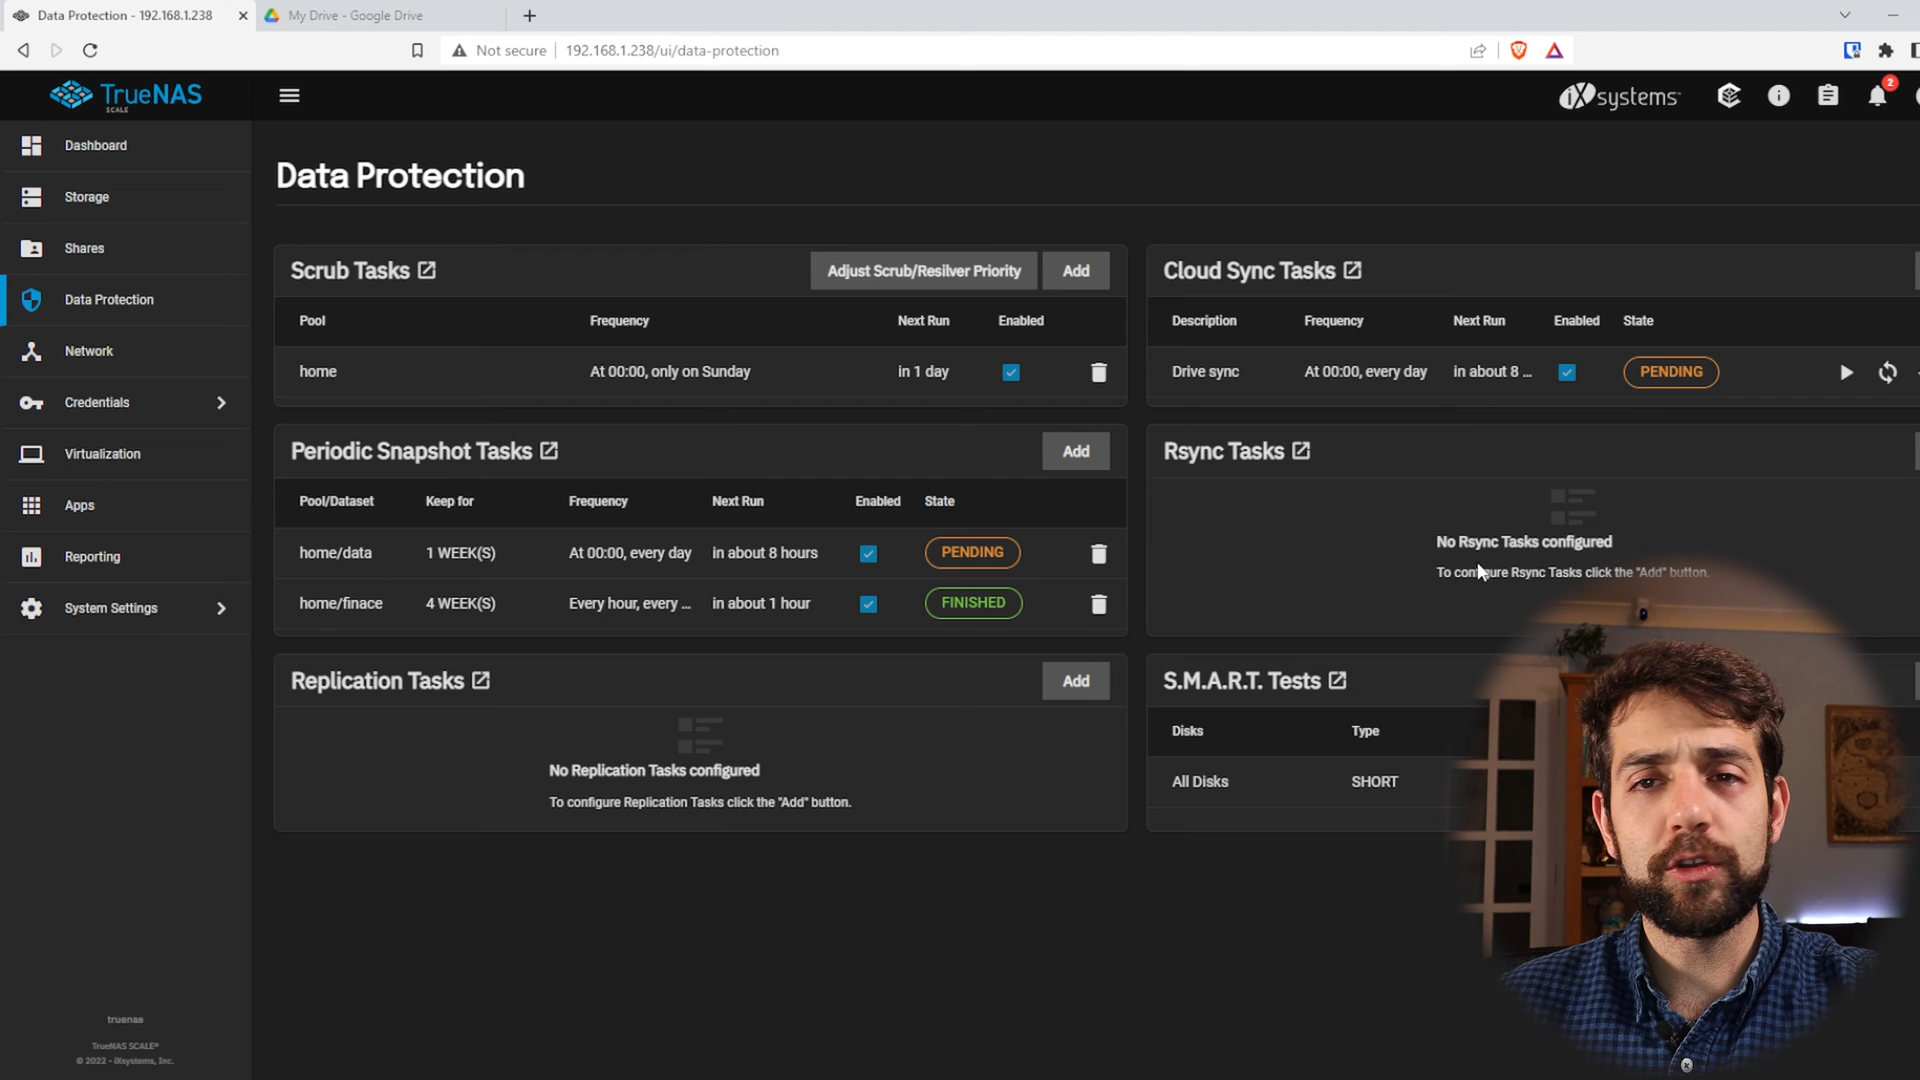 Data Protection - 192.168.1.238
My Drive - Google Drive
Not secure
192.168.1.238/ui/data-protection
TrueNAS
SCALE
iXsystems
2
Dashboard
Storage
Shares
Data Protection
Network
Credentials
Virtualization
Apps
Reporting
System Settings
truenas
TrueNAS SCALE®
© 2022 - iXsystems, Inc.
Data Protection
Scrub Tasks
Adjust Scrub/Resilver Priority
Add
Pool Frequency Next Run Enabled
home At 00:00, only on Sunday in 1 day
Periodic Snapshot Tasks
Add
Pool/Dataset Keep for Frequency Next Run Enabled State
home/data 1 WEEK(S) At 00:00, every day in about 8 hours PENDING
home/finace 4 WEEK(S) Every hour, every ... in about 1 hour FINISHED
Replication Tasks
Add
No Replication Tasks configured
To configure Replication Tasks click the "Add" button.
Cloud Sync Tasks
Description Frequency Next Run Enabled State
Drive sync At 00:00, every day in about 8 ... PENDING
Rsync Tasks
No Rsync Tasks configured
To configure Rsync Tasks click the "Add" button.
S.M.A.R.T. Tests
Disks Type
All Disks SHORT